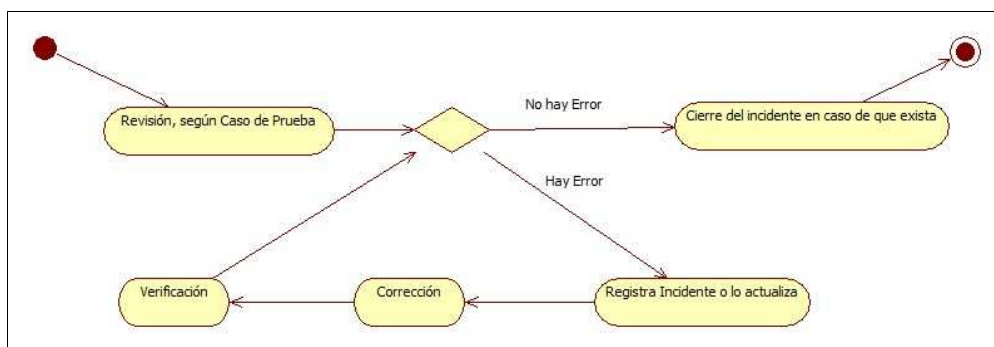 Revisión, según Caso de Prueba
No hay Error
Cierre del incidente en caso de que exista
Hay Error
Verificación
Corrección
Registra Incidente o lo actualiza